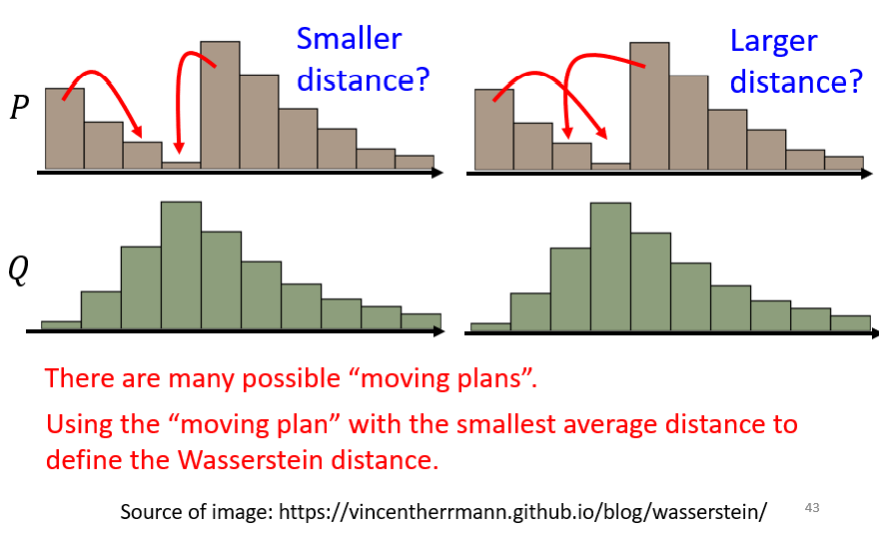 Smaller
distance?
Larger
distance?
P
Q
There are many possible “moving plans”.
Using the “moving plan” with the smallest average distance to
define the Wasserstein distance.
Source of image: https://vincentherrmann.github.io/blog/wasserstein/
43